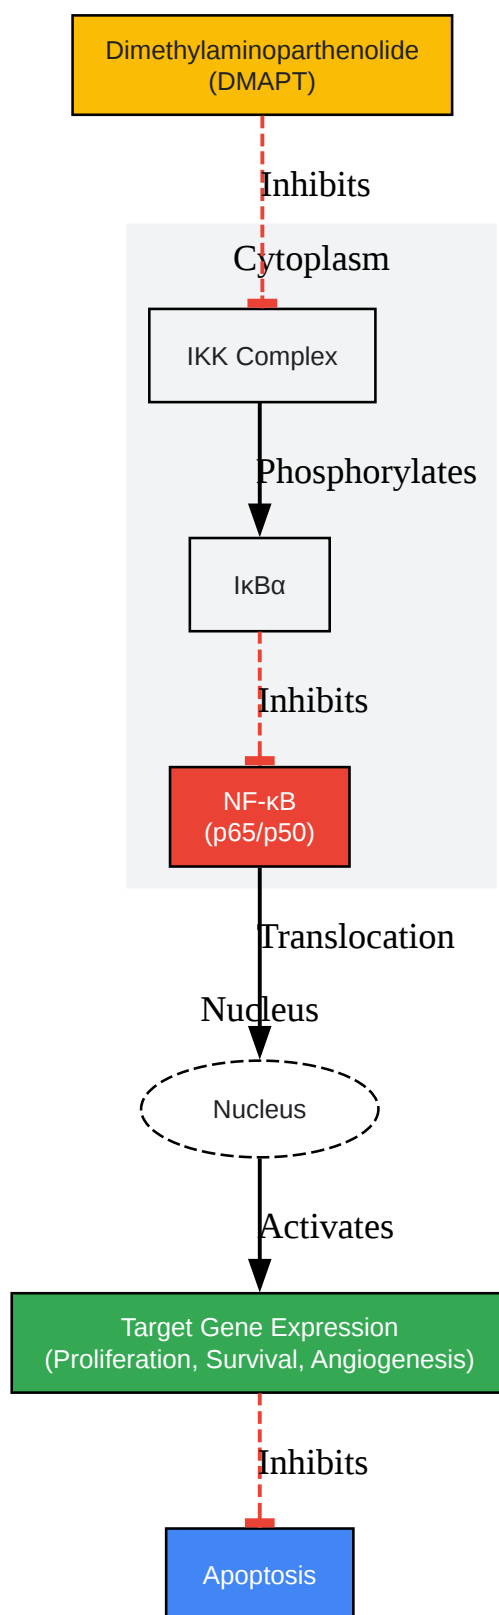 Dimethylaminoparthenolide
(DMAPT)
Inhibits
Cytoplasm
IKK Complex
Phosphorylates
IκBα
Inhibits
NF-κB
(p65/p50)
Translocation
Nucleus
Nucleus
Activates
Target Gene Expression
(Proliferation, Survival, Angiogenesis)
Inhibits
Apoptosis